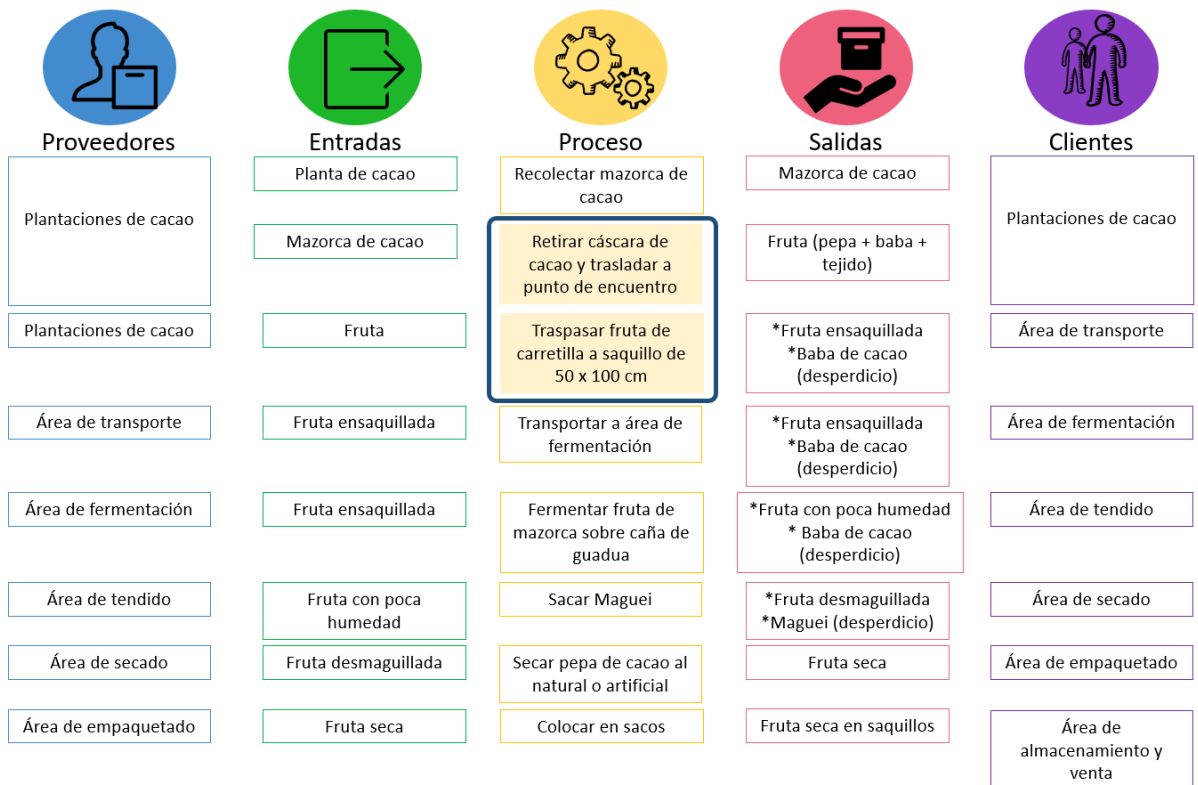 Proveedores
Entradas
Proceso
Salidas
Clientes
Plantaciones de cacao
Planta de cacao
Recolectar mazorca de
cacao
Mazorca de cacao
Plantaciones de cacao
Mazorca de cacao
Retirar cáscara de
cacao y trasladar a
punto de encuentro
Fruta (pepa + baba +
tejido)
Plantaciones de cacao
Fruta
Traspasar fruta de
carretilla a saquillo de
50 x 100 cm
*Fruta ensaquillada
*Baba de cacao
(desperdicio)
Área de transporte
Área de transporte
Fruta ensaquillada
Transportar a área de
fermentación
*Fruta ensaquillada
*Baba de cacao
(desperdicio)
Área de fermentación
Área de fermentación
Fruta ensaquillada
Fermentar fruta de
mazorca sobre caña de
guadua
*Fruta con poca humedad
* Baba de cacao
(desperdicio)
Área de tendido
Área de tendido
Fruta con poca
humedad
Sacar Maguei
*Fruta desmaguillada
*Maguei (desperdicio)
Área de secado
Área de secado
Fruta desmaguillada
Secar pepa de cacao al
natural o artificial
Fruta seca
Área de empaquetado
Área de empaquetado
Fruta seca
Colocar en sacos
Fruta seca en saquillos
Área de
almacenamiento y
venta